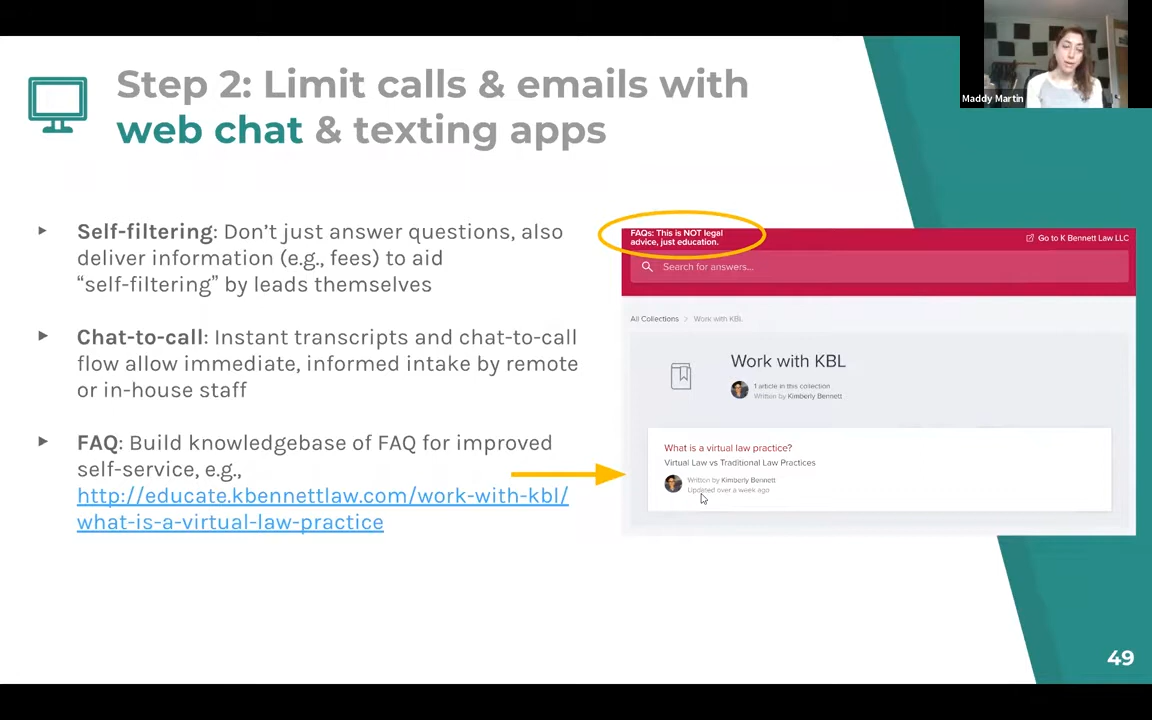 Maddy Martin
Step 2: Limit calls & emails with
web chat & texting apps
▸ Self-filtering: Don't just answer questions, also
deliver information (e.g., fees) to aid
“self-filtering” by leads themselves
▸ Chat-to-call: Instant transcripts and chat-to-call
flow allow immediate, informed intake by remote
or in-house staff
▸ FAQ: Build knowledgebase of FAQ for improved
self-service, e.g.,
http://educate.kbennettlaw.com/work-with-kbl/
what-is-a-virtual-law-practice
FAQs: This is NOT legal
advice, just education.
Go to K Bennett Law LLC
Search for answers...
All Collections > Work with KBL
Work with KBL
1 article in this collection
Written by Kimberly Bennett
What is a virtual law practice?
Virtual Law vs Traditional Law Practices
Written by Kimberly Bennett
Updated over a week ago
49